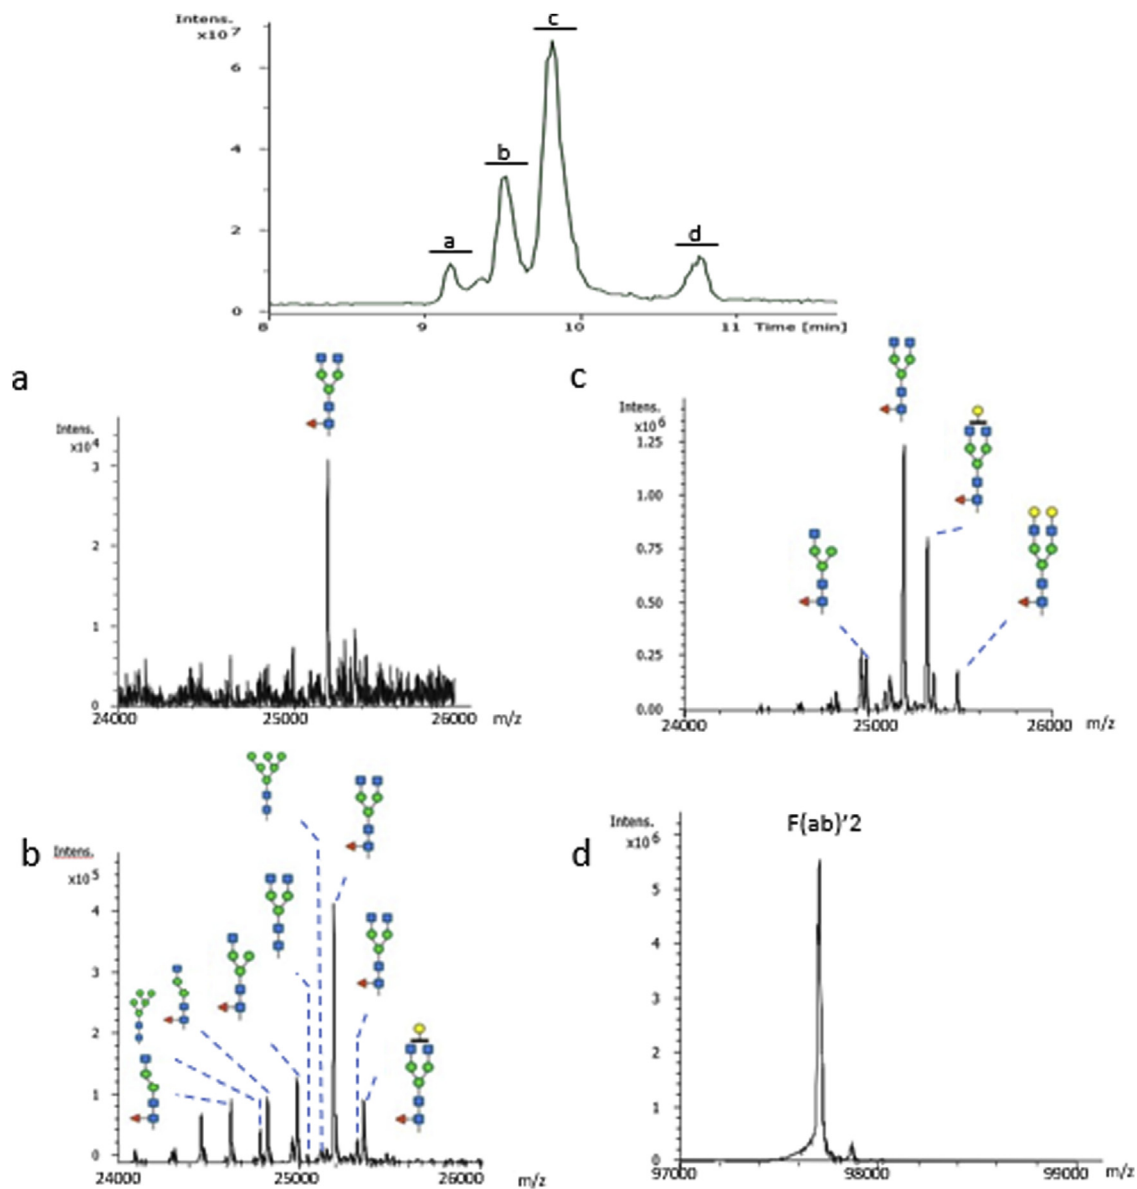 Intens.
x10 7
6
4
2
0
a
b
c
d
8
9
10
11
Time [min]
a
Intens.
x10 4
3
2
1
0
24000
25000
26000
m/z
c
Intens.
x10 6
1.25
1.00
0.75
0.50
0.25
0.00
24000
25000
26000
m/z
b
Intens.
x10 5
4
3
2
1
0
24000
25000
26000
m/z
d
Intens.
x10 6
F(ab)'2
5
4
3
2
1
0
97000
98000
99000
m/z